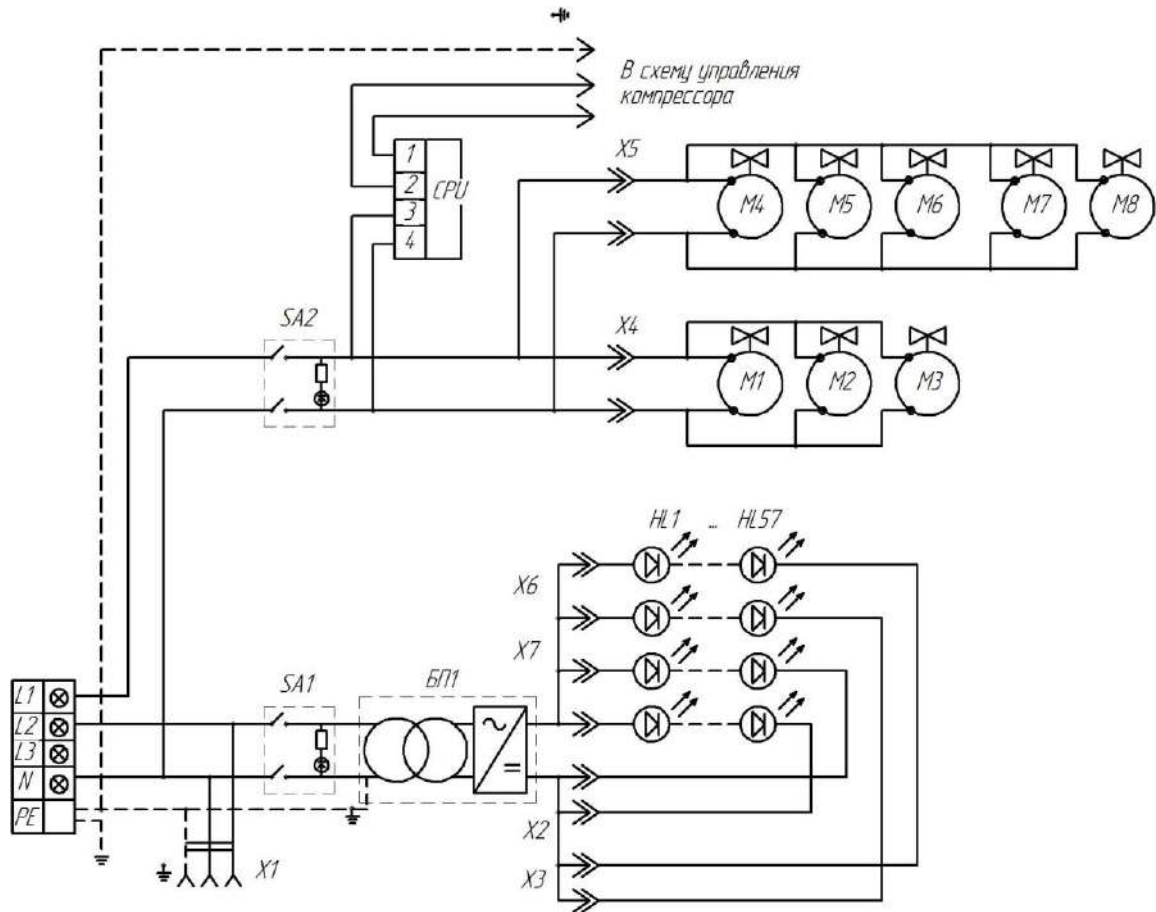 В схему управления
компрессора
X5
1
2
3
4
CPU
M4
M5
M6
M7
M8
SA2
X4
M1
M2
M3
HL1 ... HL57
X6
X7
L1
L2
L3
N
PE
SA1
БП1
X2
X3
X1